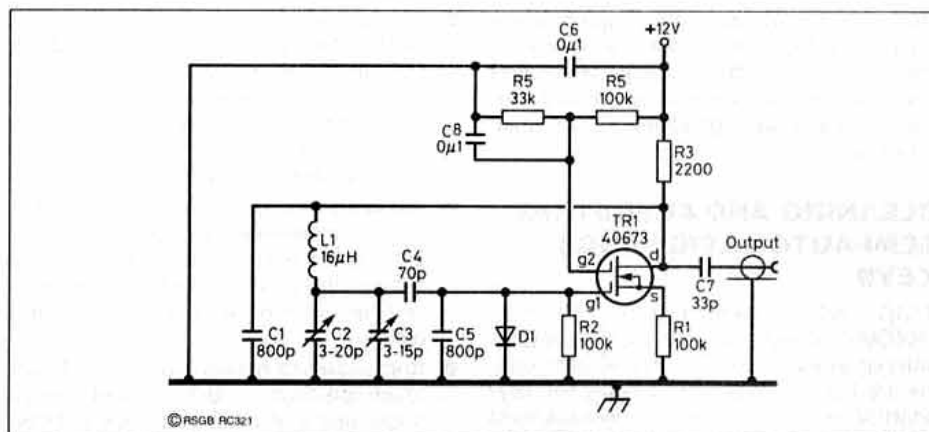 +12V
C6
0µ1
R5
33k
R5
100k
C8
0µ1
R3
2200
TR1
40673
Output
L1
16µH
C4
70p
g2
d
g1
s
C7
33p
C1
800p
C2
3-20p
C3
3-15p
C5
800p
D1
R2
100k
R1
100k
©RSGB RC321